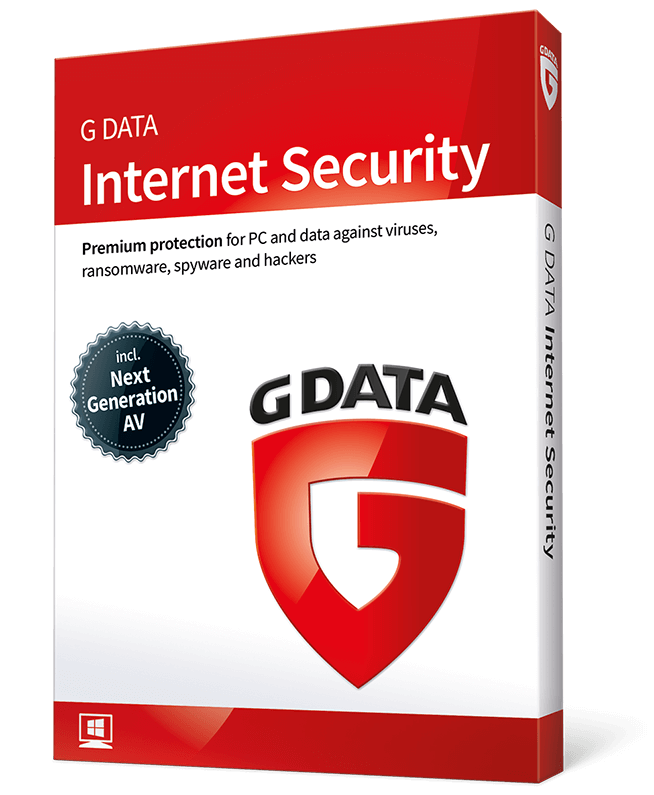 G DATA
Internet Security
Premium protection for PC and data against viruses,
ransomware, spyware and hackers
incl.
Next
Generation
AV
G DATA
G DATA
G DATA Internet Security